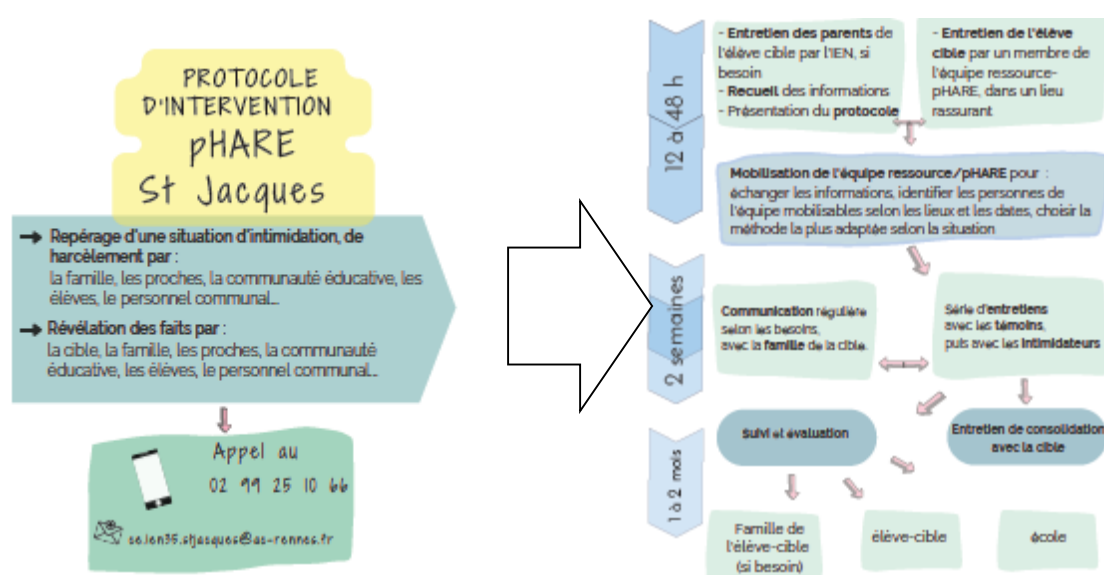 PROTOCOLE
D'INTERVENTION
pHARE
St Jacques
→ Repérage d'une situation d'intimidation, de
harcèlement par :
la famille, les proches, la communauté éducative, les
élèves, le personnel communal...
→ Révélation des faits par :
la cible, la famille, les proches, la communauté
éducative, les élèves, le personnel communal...
Appel au
02 99 25 10 66
ce.ien35.stjacques@ac-rennes.fr
12 à 48 h
- Entretien des parents de
l'élève cible par l'IEN, si
besoin
- Recueil des informations
- Présentation du protocole
- Entretien de l'élève
cible par un membre de
l'équipe ressource-
pHARE, dans un lieu
rassurant
Mobilisation de l'équipe ressource/pHARE pour :
échanger les informations, identifier les personnes de
l'équipe mobilisables selon les lieux et les dates, choisir la
méthode la plus adaptée selon la situation
2 semaines
Communication régulière
selon les besoins,
avec la famille de la cible.
Série d'entretiens
avec les témoins,
puis avec les intimidateurs
1 à 2 mois
Suivi et évaluation
Entretien de consolidation
avec la cible
Famille de
l'élève-cible
(si besoin)
élève-cible
école